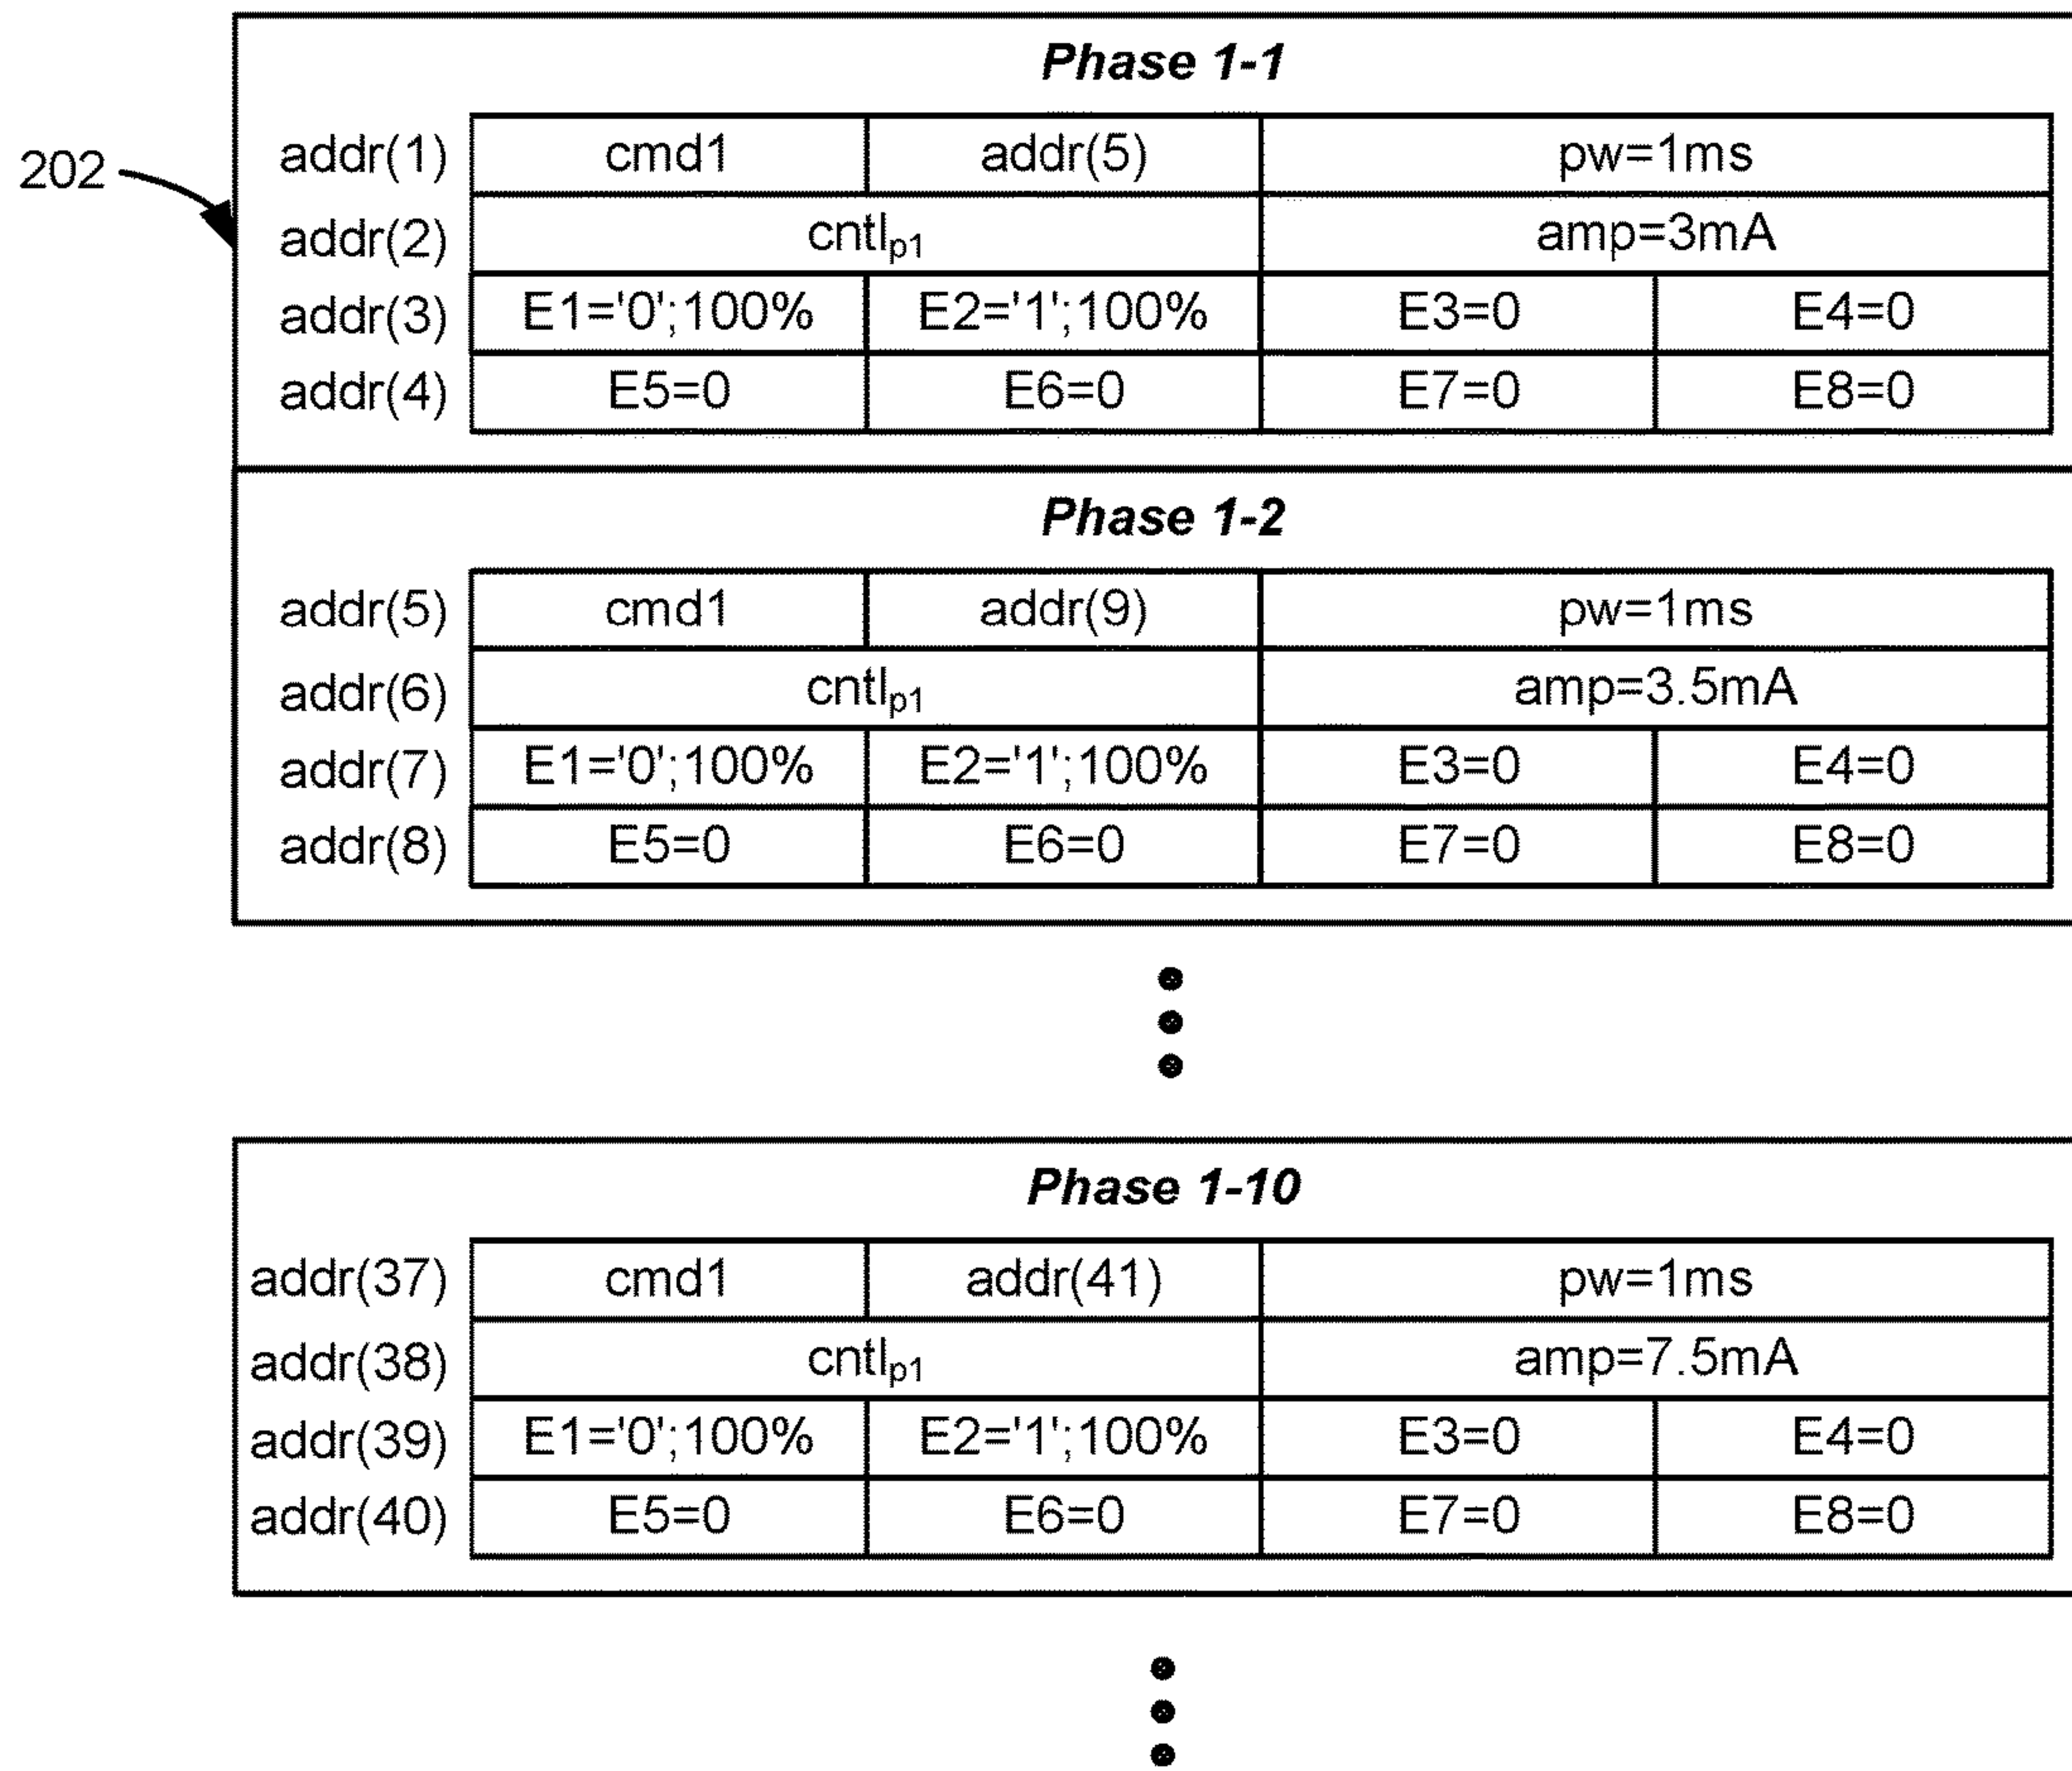 Phase 1-1
202
addr(1) cmd1 addr(5) pw=1ms
addr(2) cntlp1 amp=3mA
addr(3) E1='0';100% E2='1';100% E3=0 E4=0
addr(4) E5=0 E6=0 E7=0 E8=0
Phase 1-2
addr(5) cmd1 addr(9) pw=1ms
addr(6) cntlp1 amp=3.5mA
addr(7) E1='0';100% E2='1';100% E3=0 E4=0
addr(8) E5=0 E6=0 E7=0 E8=0
Phase 1-10
addr(37) cmd1 addr(41) pw=1ms
addr(38) cntlp1 amp=7.5mA
addr(39) E1='0';100% E2='1';100% E3=0 E4=0
addr(40) E5=0 E6=0 E7=0 E8=0